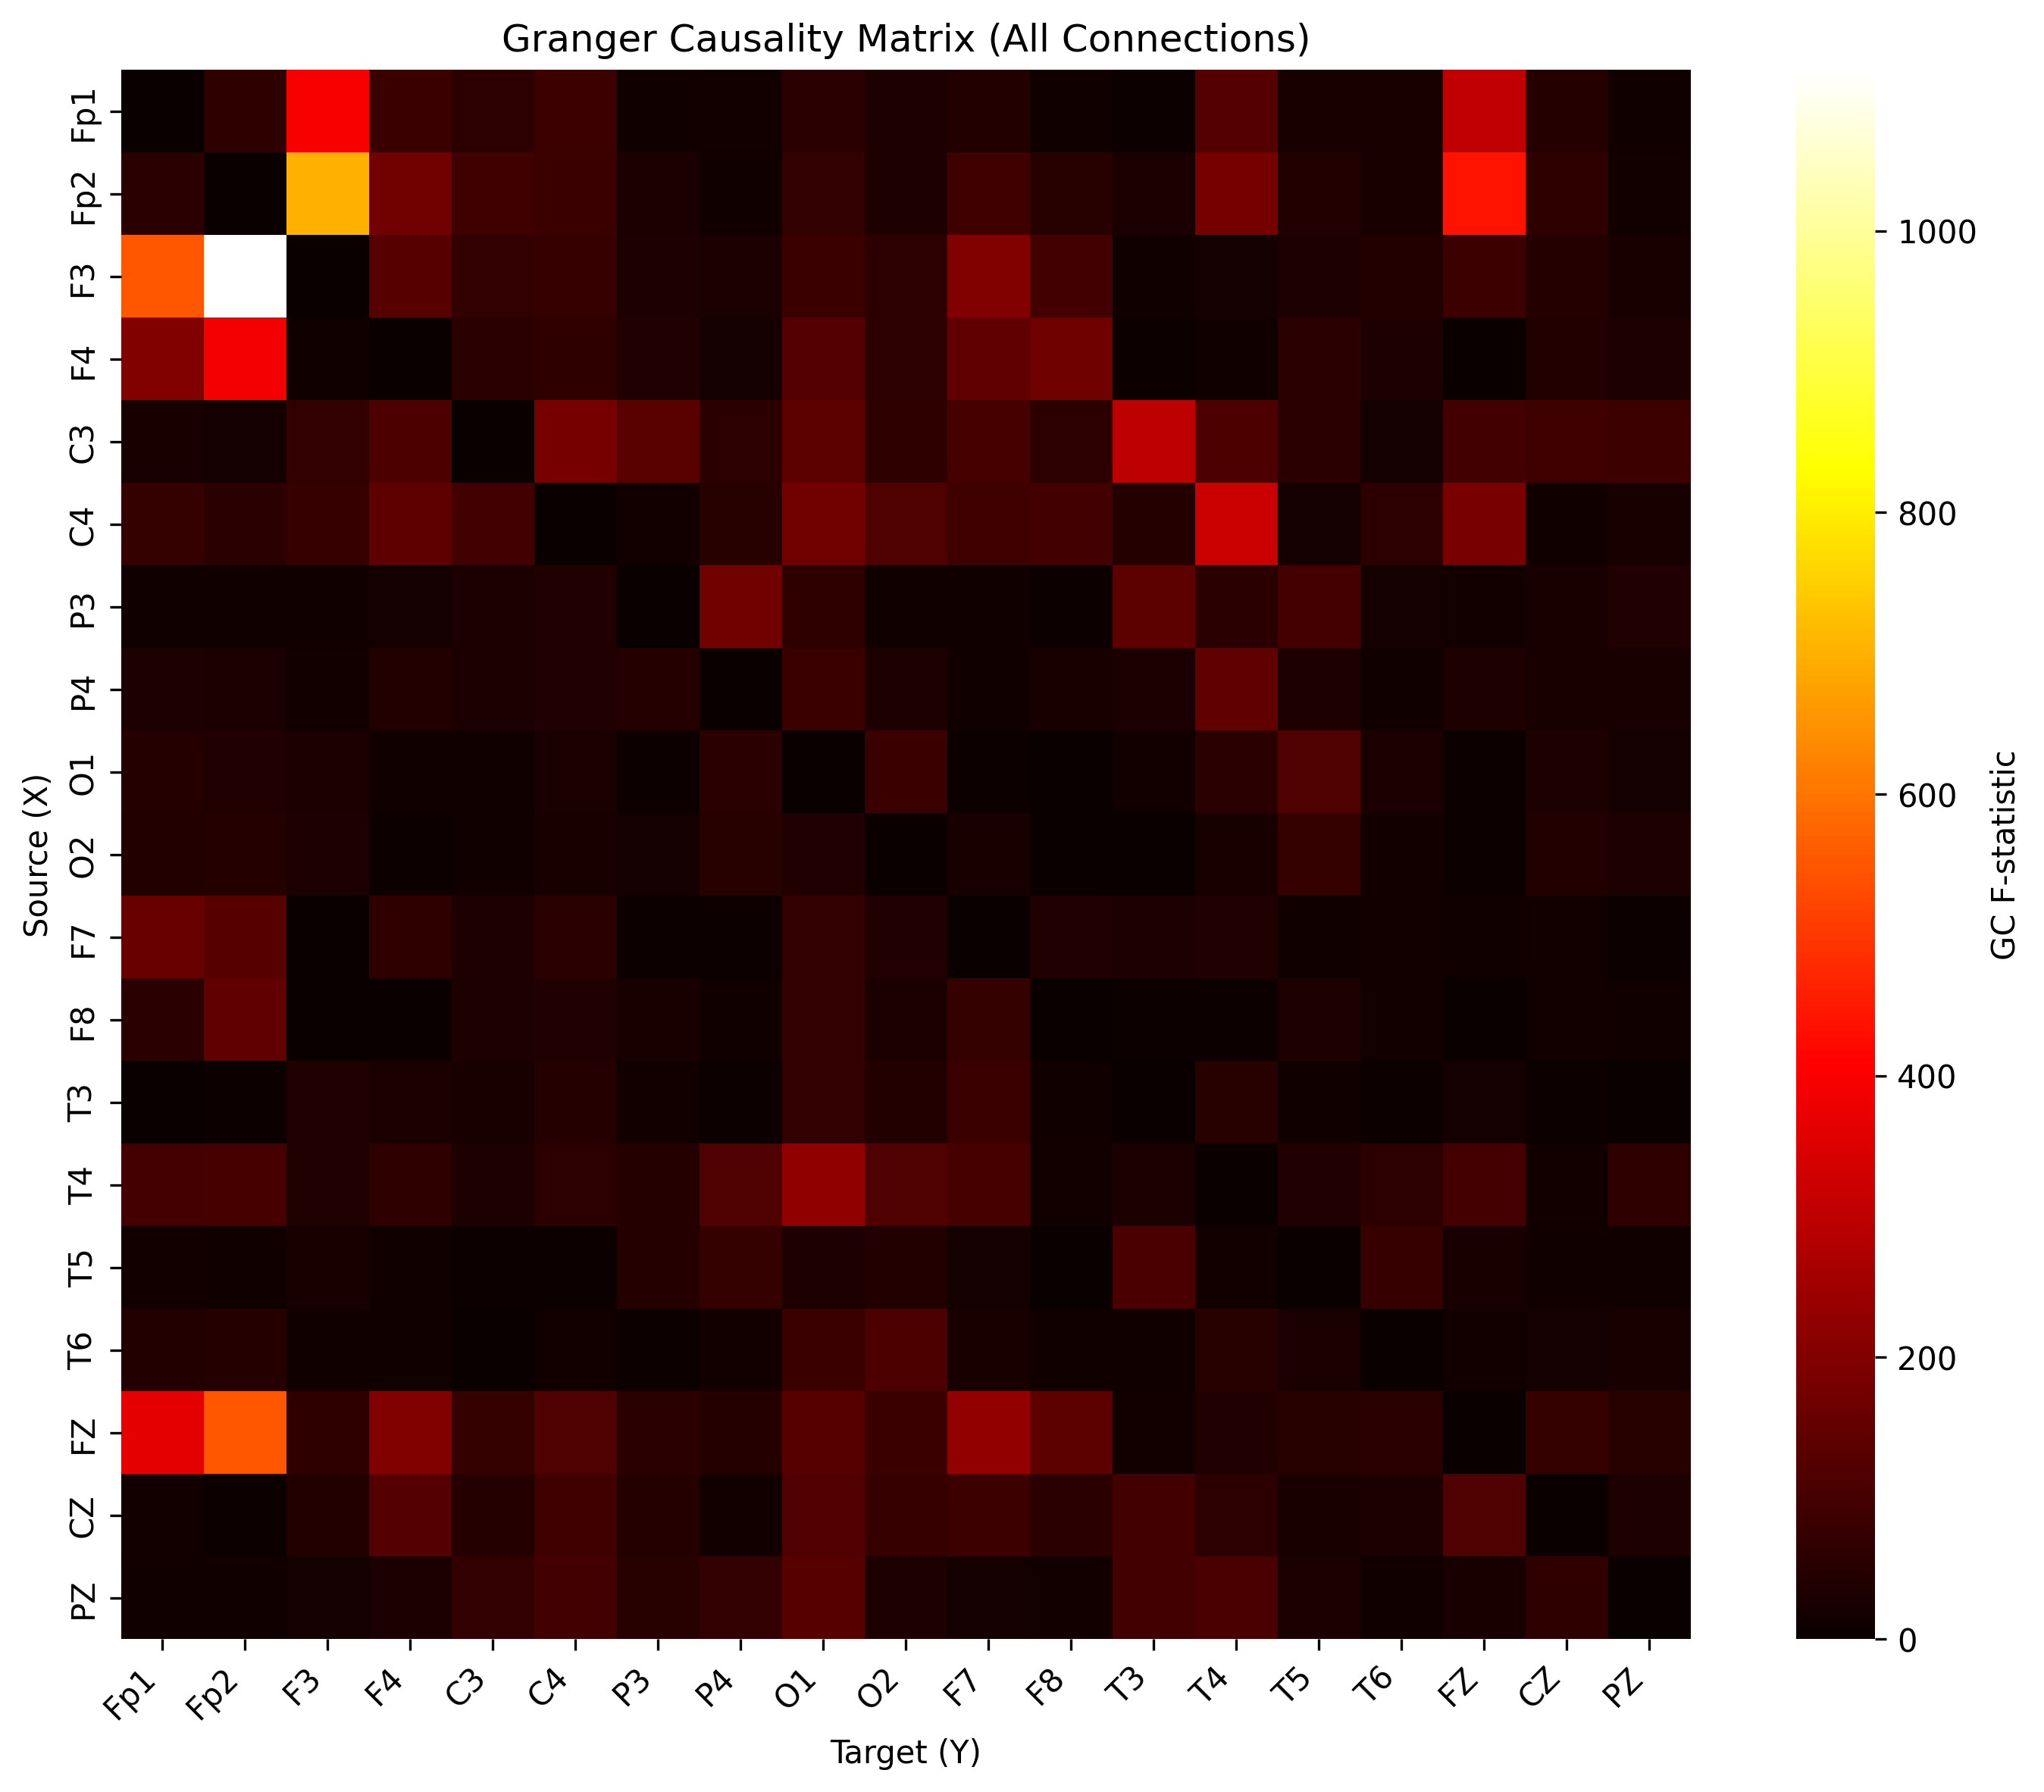 Granger Causality Matrix (All Connections)
Source (X)
Fp1
Fp2
F3
F4
C3
C4
P3
P4
O1
O2
F7
F8
T3
T4
T5
T6
FZ
CZ
PZ
Fp1 Fp2 F3 F4 C3 C4 P3 P4 O1 O2 F7 F8 T3 T4 T5 T6 FZ CZ PZ
Target (Y)
1000
800
600
400
200
0
GC F-statistic